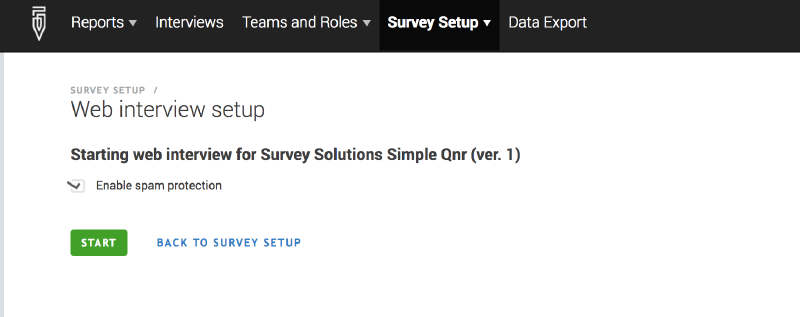 Reports Interviews Teams and Roles Survey Setup Data Export
SURVEY SETUP /
Web interview setup
Starting web interview for Survey Solutions Simple Qnr (ver. 1)
Enable spam protection
START BACK TO SURVEY SETUP